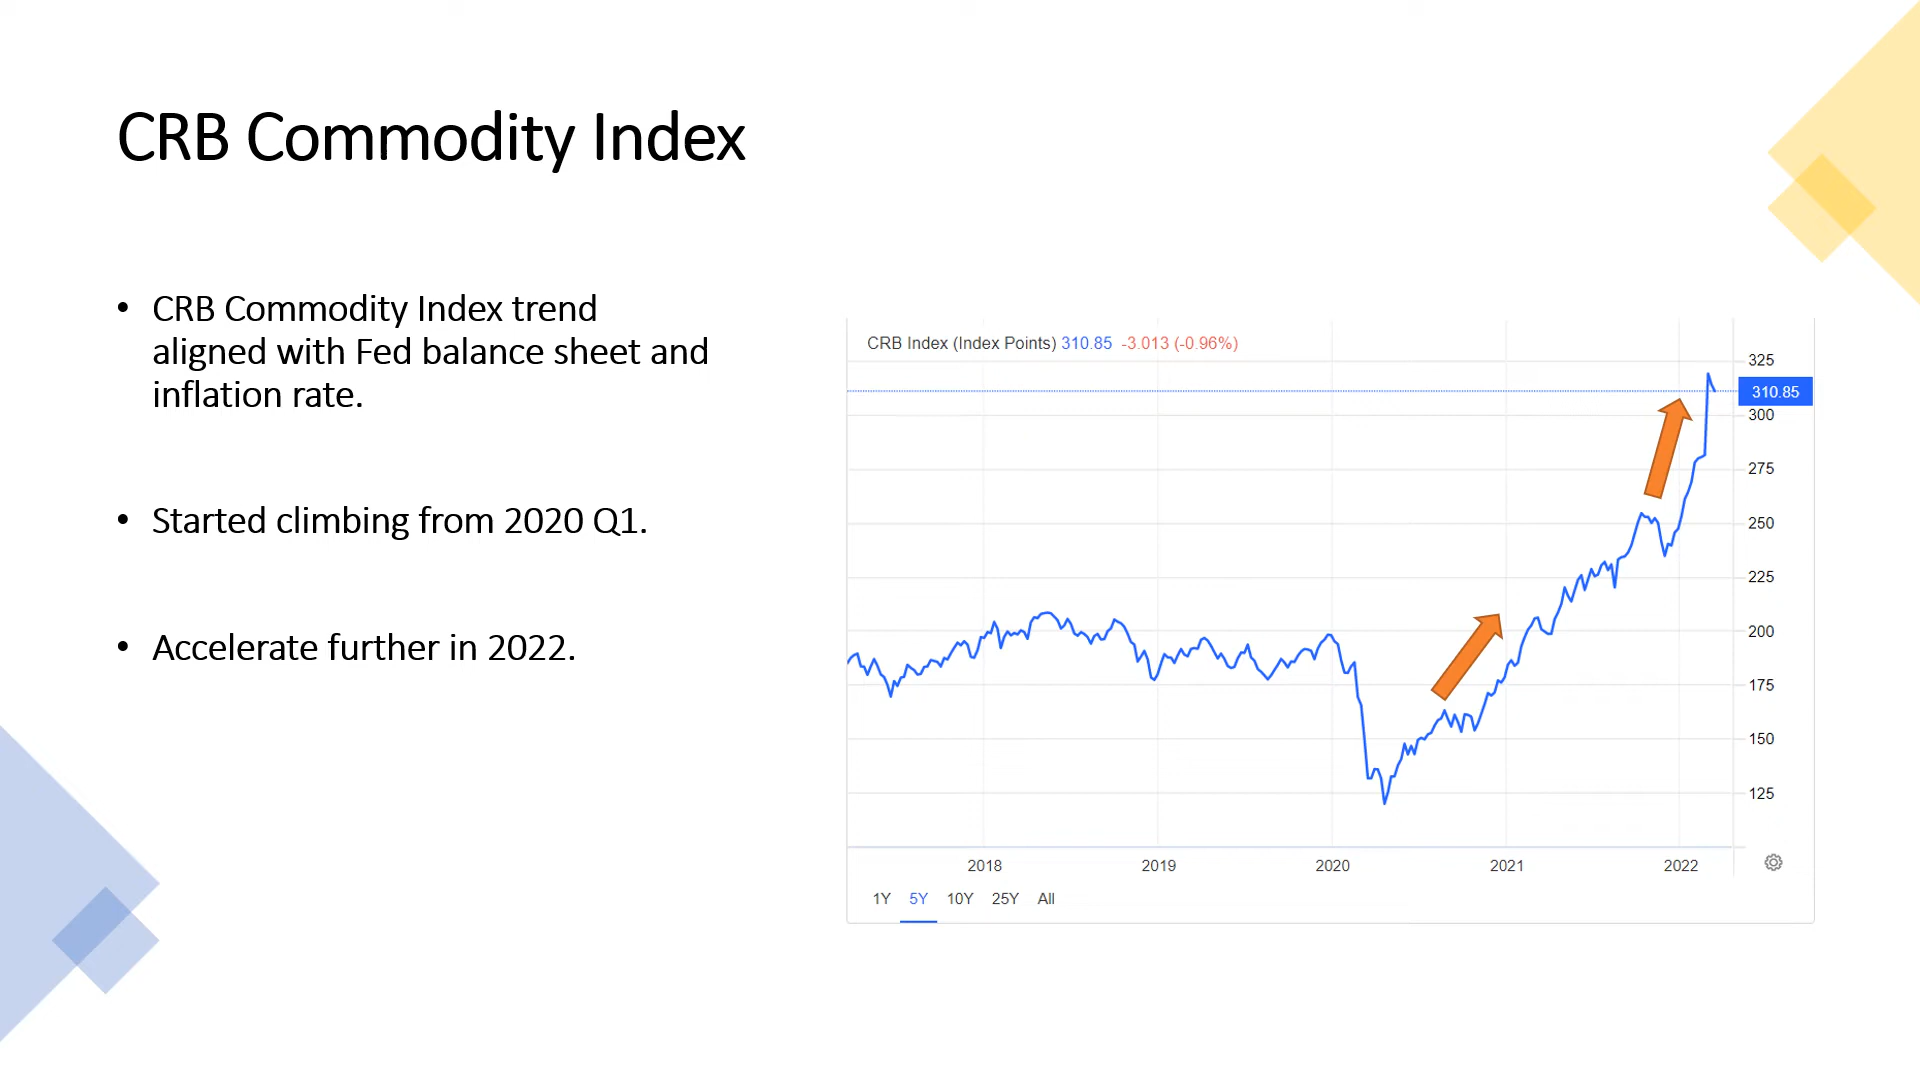 CRB Commodity Index
• CRB Commodity Index trend
aligned with Fed balance sheet and
inflation rate.
• Started climbing from 2020 Q1.
• Accelerate further in 2022.
CRB Index (Index Points) 310.85 -3.013 (-0.96%)
325
310.85
300
275
250
225
200
175
150
125
2018 2019 2020 2021 2022
1Y 5Y 10Y 25Y All